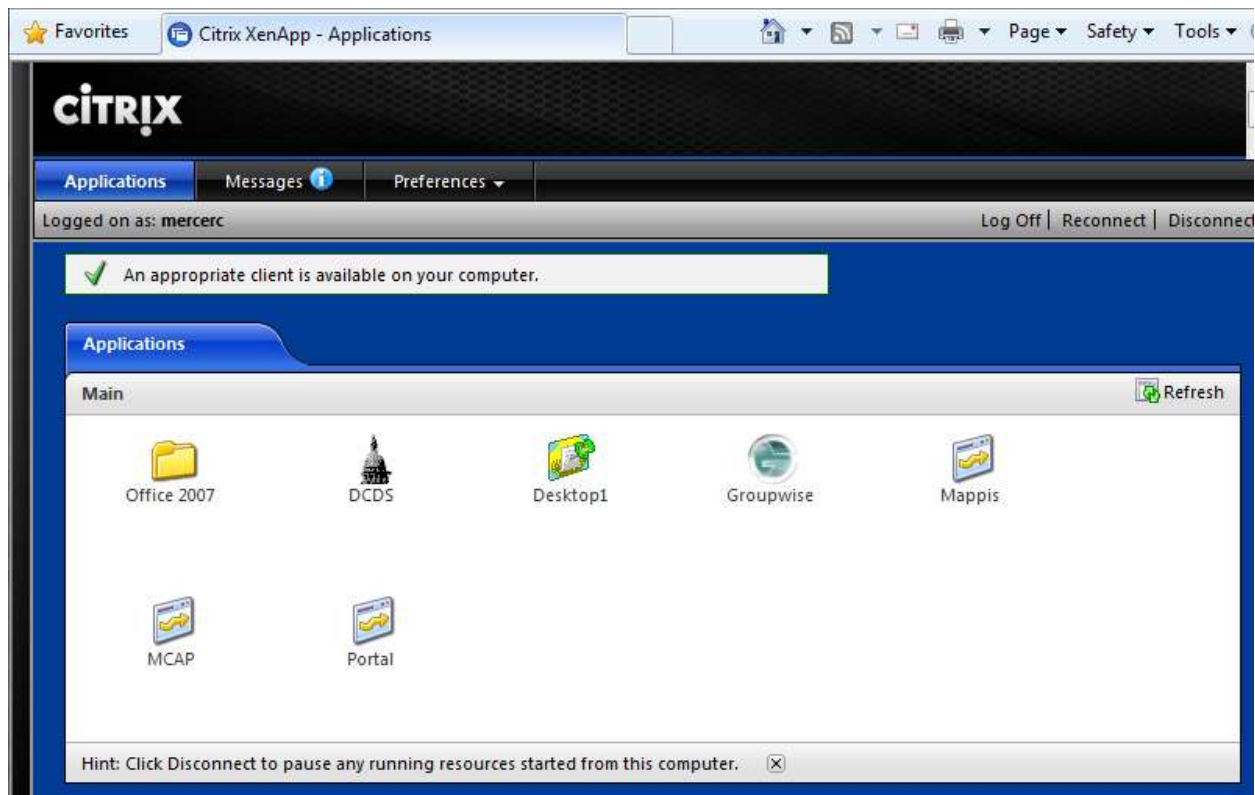 Favorites Citrix XenApp - Applications Page Safety Tools
CITRIX
Applications Messages Preferences
Logged on as: mercerc Log Off | Reconnect | Disconnect
An appropriate client is available on your computer.
Applications
Main Refresh
Office 2007 DCDS Desktop1 Groupwise Mappis
MCAP Portal
Hint: Click Disconnect to pause any running resources started from this computer.